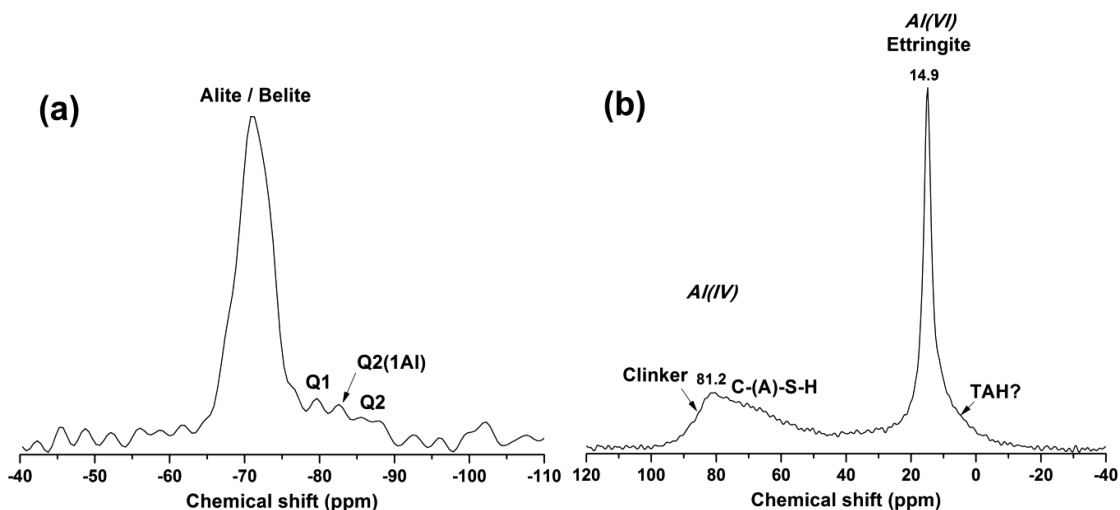 (a)
Alite / Belite
Q1
Q2(1Al)
Q2
-40 -50 -60 -70 -80 -90 -100 -110
Chemical shift (ppm)
(b)
Al(VI)
Ettringite
14.9
Al(IV)
Clinker
81.2
C-(A)-S-H
TAH?
120 100 80 60 40 20 0 -20 -40
Chemical shift (ppm)